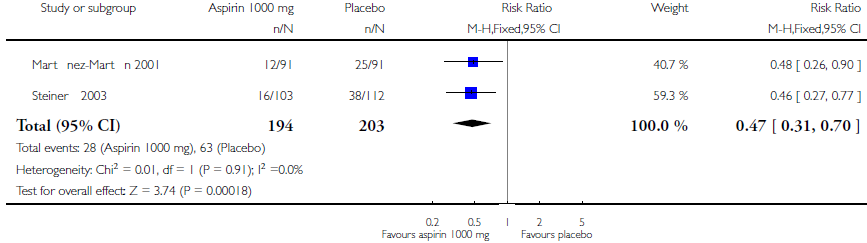 Study or subgroup Aspirin 1000 mg Placebo Risk Ratio Weight Risk Ratio
n/N n/N M-H,Fixed,95% CI M-H,Fixed,95% CI
Mart nez-Mart n 2001 12/91 25/91 40.7 % 0.48 [ 0.26, 0.90 ]
Steiner 2003 16/103 38/112 59.3 % 0.46 [ 0.27, 0.77 ]
Total (95% CI) 194 203 100.0 % 0.47 [ 0.31, 0.70 ]
Total events: 28 (Aspirin 1000 mg), 63 (Placebo)
Heterogeneity: Chi² = 0.01, df = 1 (P = 0.91); I² =0.0%
Test for overall effect: Z = 3.74 (P = 0.00018)
0.2 0.5 1 2 5
Favours aspirin 1000 mg Favours placebo